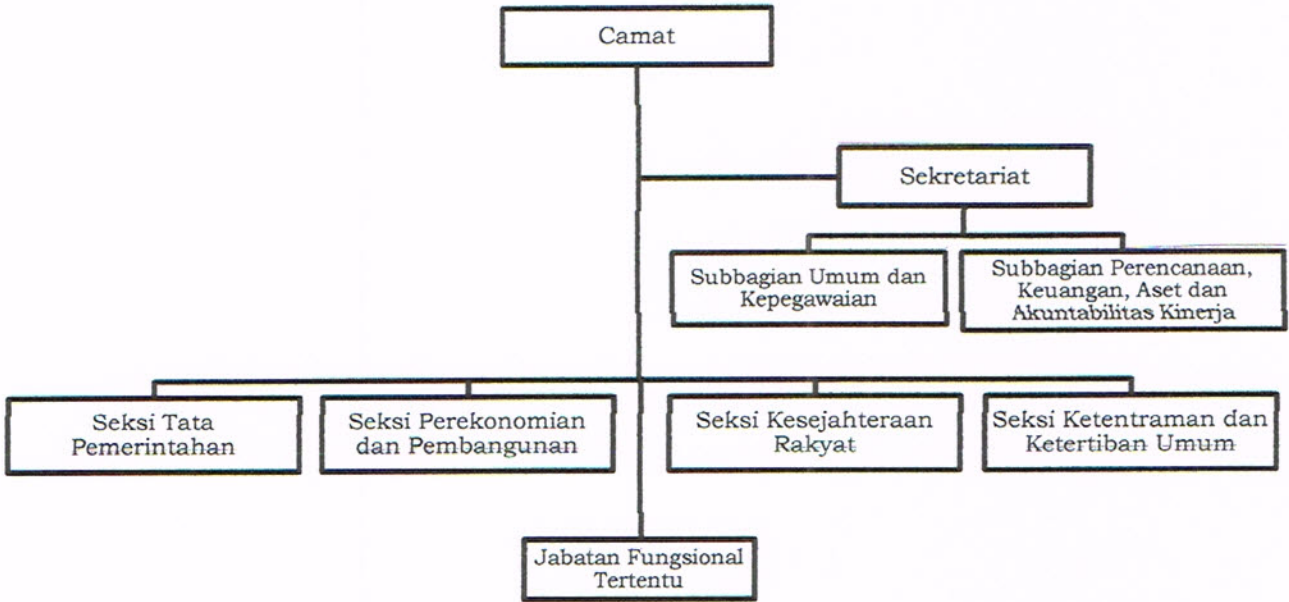 Camat
Sekretariat
Subbagian Umum dan
Kepegawaian
Subbagian Perencanaan,
Keuangan, Aset dan
Akuntabilitas Kinerja
Seksi Tata
Pemerintahan
Seksi Perekonomian
dan Pembangunan
Seksi Kesejahteraan
Rakyat
Seksi Ketentraman dan
Ketertiban Umum
Jabatan Fungsional
Tertentu